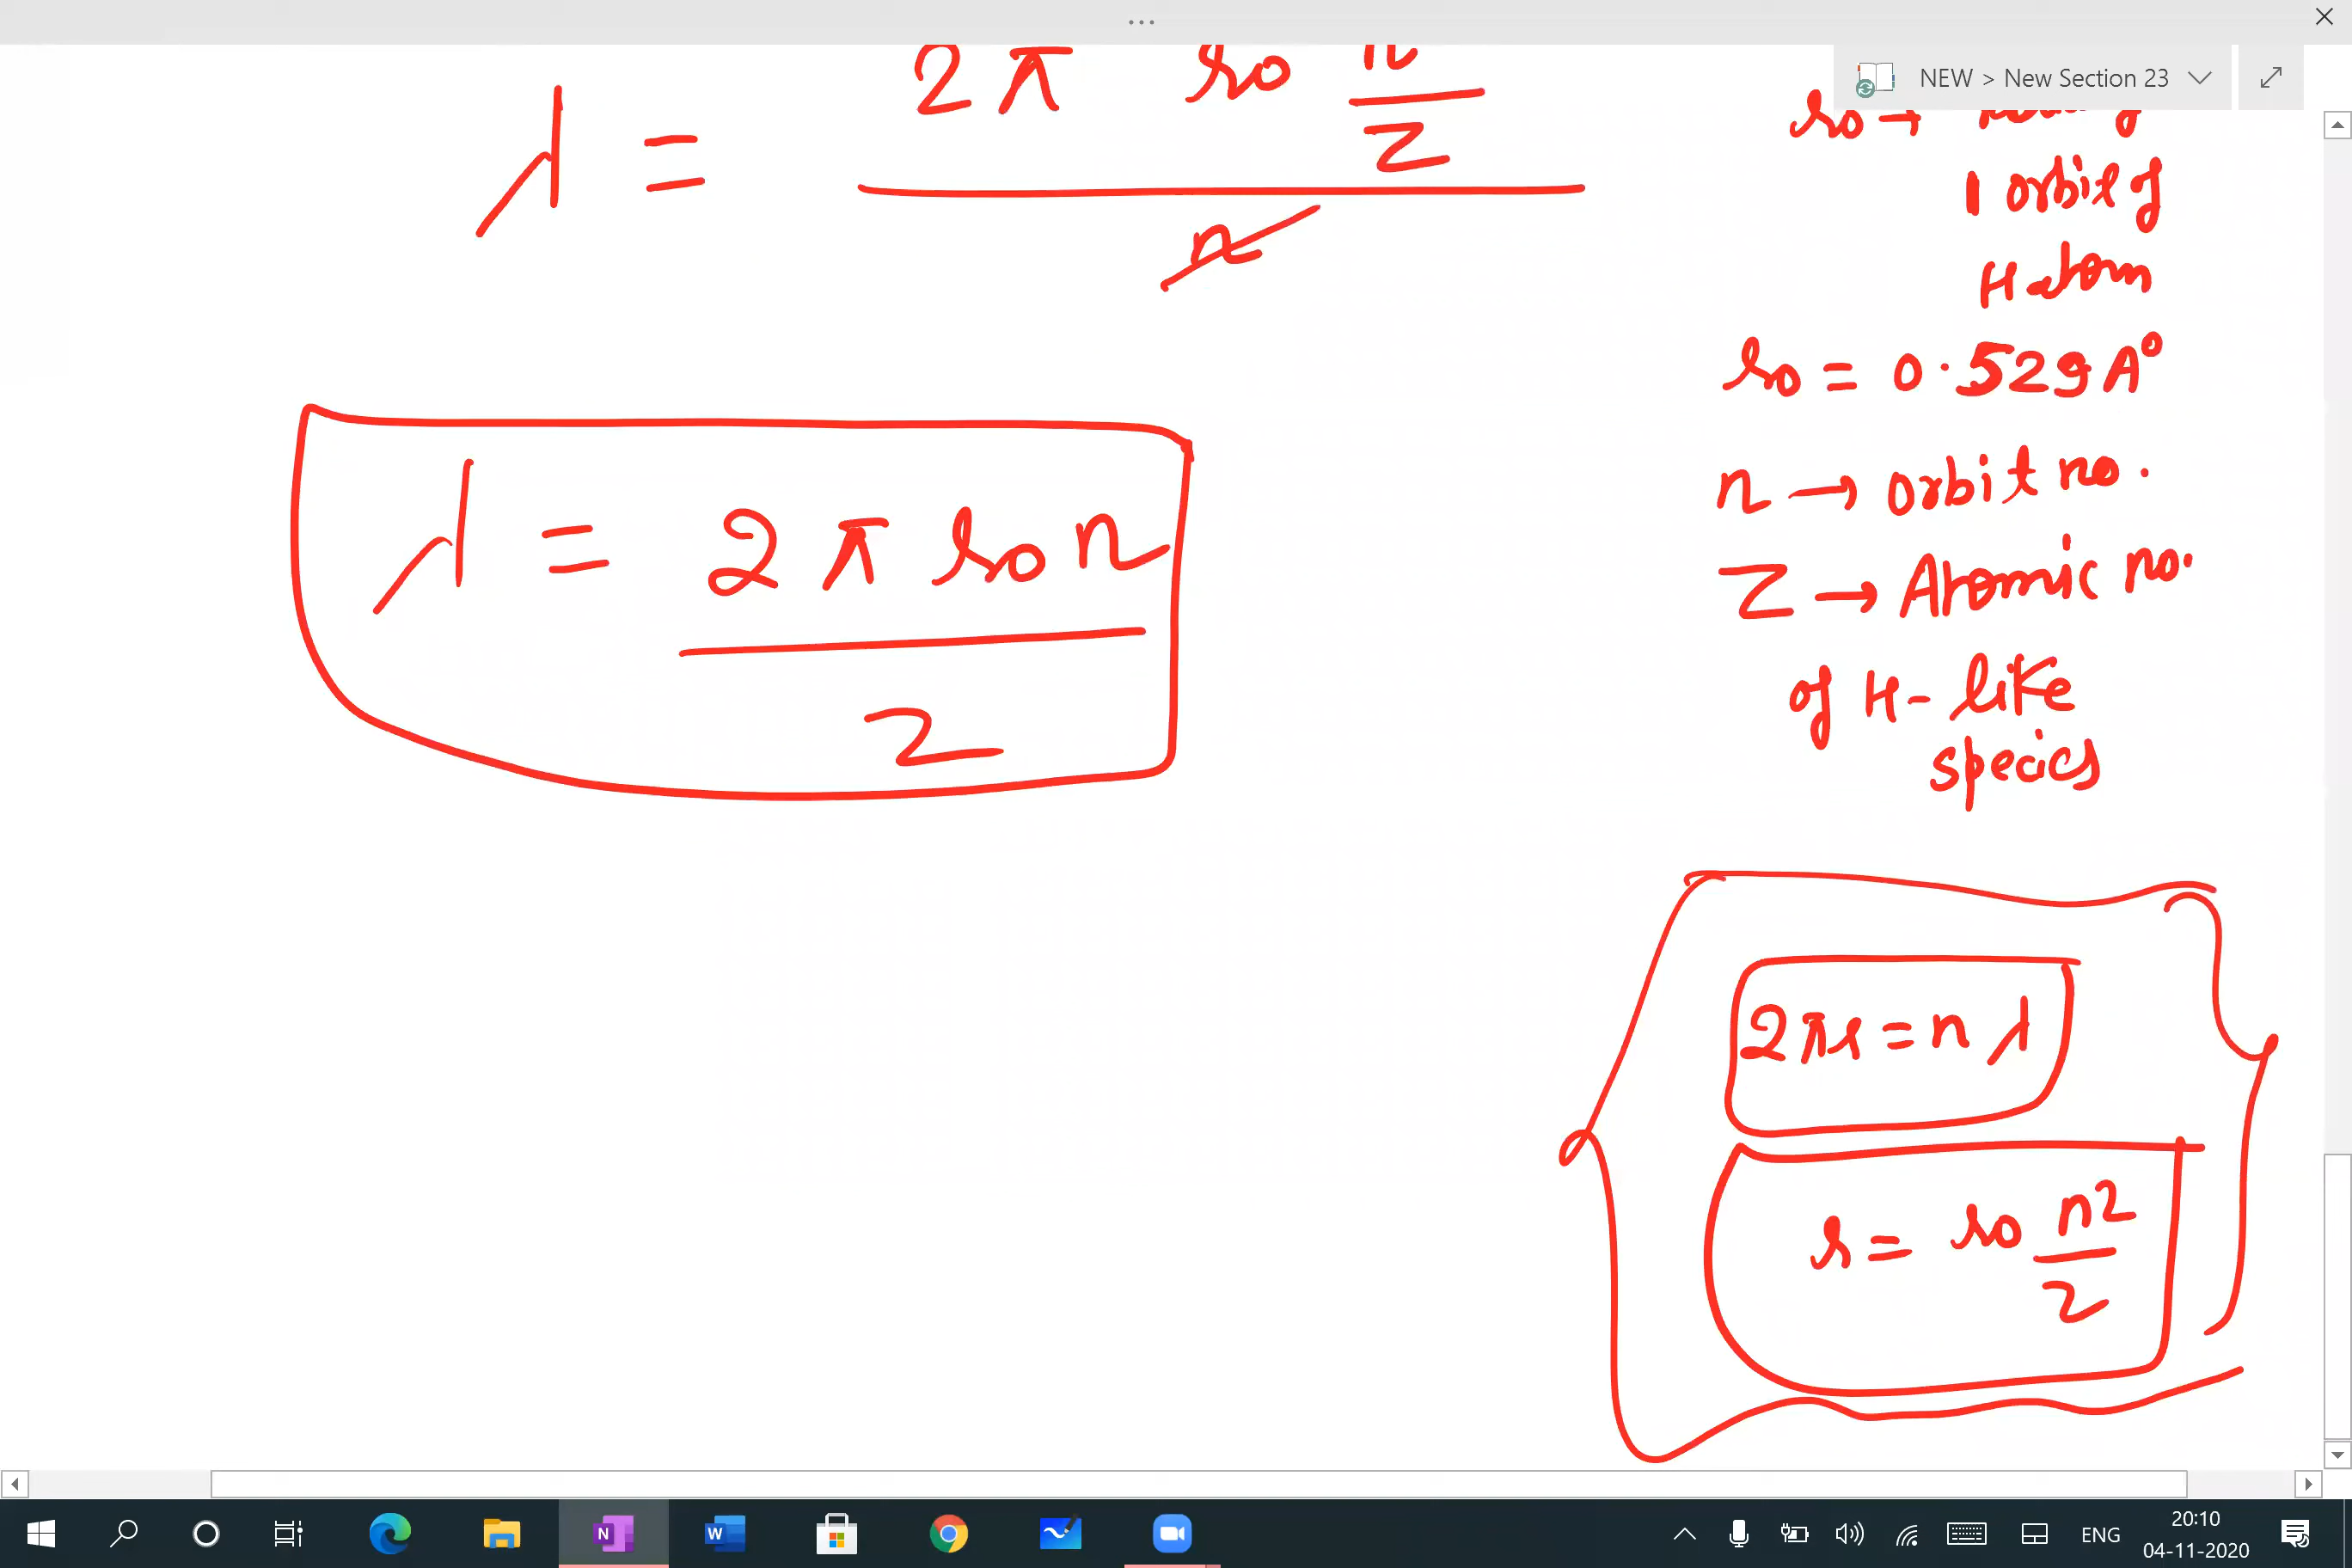 NEW > New Section 23
λ = 2π r₀ n / Z / n
r₀ →
1 orbit of
H atom
r₀ = 0.529 A°
n → orbit no.
Z → Atomic no.
of H-like
species
λ = 2π r₀ n / Z
2πr = nλ
r = r₀ n² / Z
ENG
20:10
04-11-2020